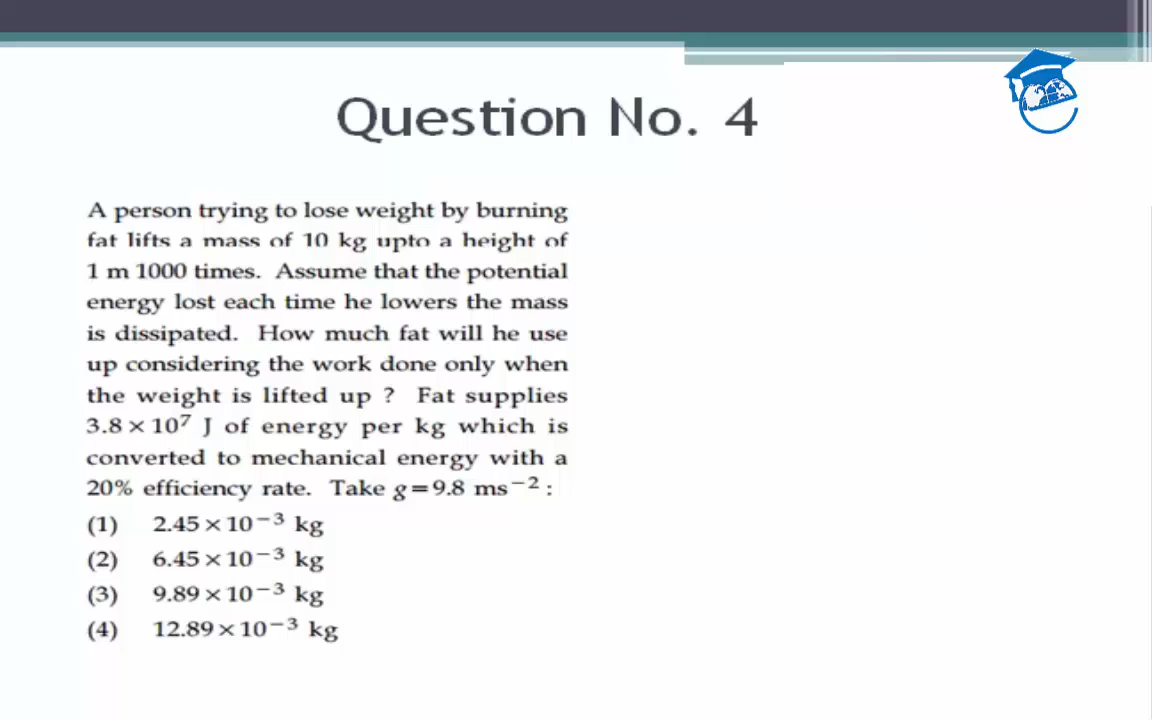 Question No. 4
A person trying to lose weight by burning
fat lifts a mass of 10 kg upto a height of
1 m 1000 times. Assume that the potential
energy lost each time he lowers the mass
is dissipated. How much fat will he use
up considering the work done only when
the weight is lifted up ? Fat supplies
3.8 × 10⁷ J of energy per kg which is
converted to mechanical energy with a
20% efficiency rate. Take g=9.8 ms⁻² :
(1) 2.45 × 10⁻³ kg
(2) 6.45 × 10⁻³ kg
(3) 9.89 × 10⁻³ kg
(4) 12.89 × 10⁻³ kg